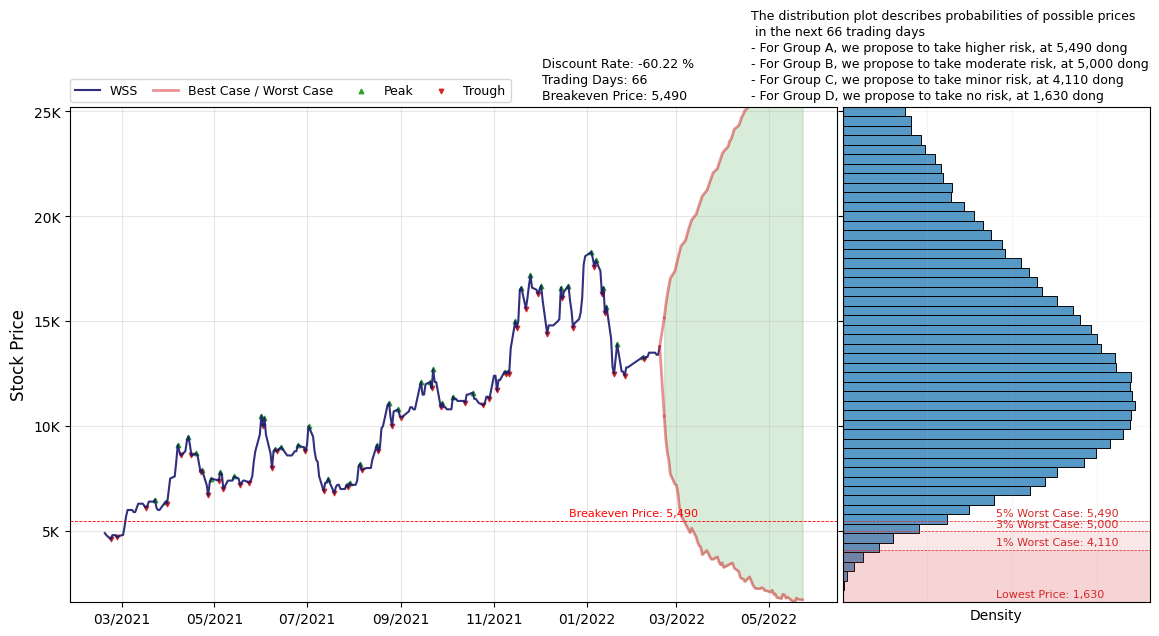 The distribution plot describes probabilities of possible prices
in the next 66 trading days
- For Group A, we propose to take higher risk, at 5,490 dong
- For Group B, we propose to take moderate risk, at 5,000 dong
- For Group C, we propose to take minor risk, at 4,110 dong
- For Group D, we propose to take no risk, at 1,630 dong
Discount Rate: -60.22 %
Trading Days: 66
Breakeven Price: 5,490
WSS Best Case / Worst Case Peak Trough
25K
20K
15K
10K
5K
Stock Price
Breakeven Price: 5,490
5% Worst Case: 5,490
3% Worst Case: 5,000
1% Worst Case: 4,110
Lowest Price: 1,630
03/2021 05/2021 07/2021 09/2021 11/2021 01/2022 03/2022 05/2022
Density